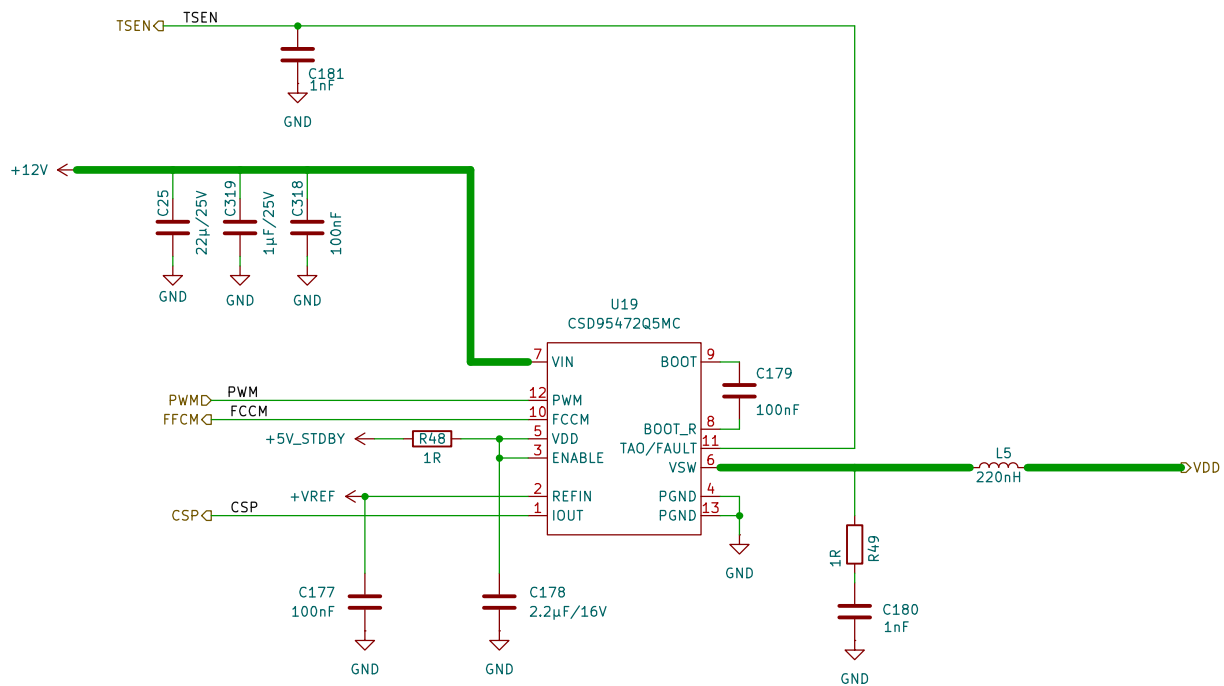 TSEN
TSEN
C181
1nF
GND
+12V
C25
22µ/25V
C319
1µF/25V
C318
100nF
GND
GND
GND
U19
CSD95472Q5MC
7
VIN
BOOT
9
C179
100nF
PWM
PWM
12
PWM
FFCM
FCCM
10
FCCM
BOOT_R
8
+5V_STDBY
R48
1R
5
VDD
TAO/FAULT
11
3
ENABLE
VSW
6
L5
220nH
VDD
+VREF
2
REFIN
PGND
4
CSP
CSP
1
IOUT
PGND
13
GND
1R
R49
C177
100nF
C178
2.2µF/16V
C180
1nF
GND
GND
GND